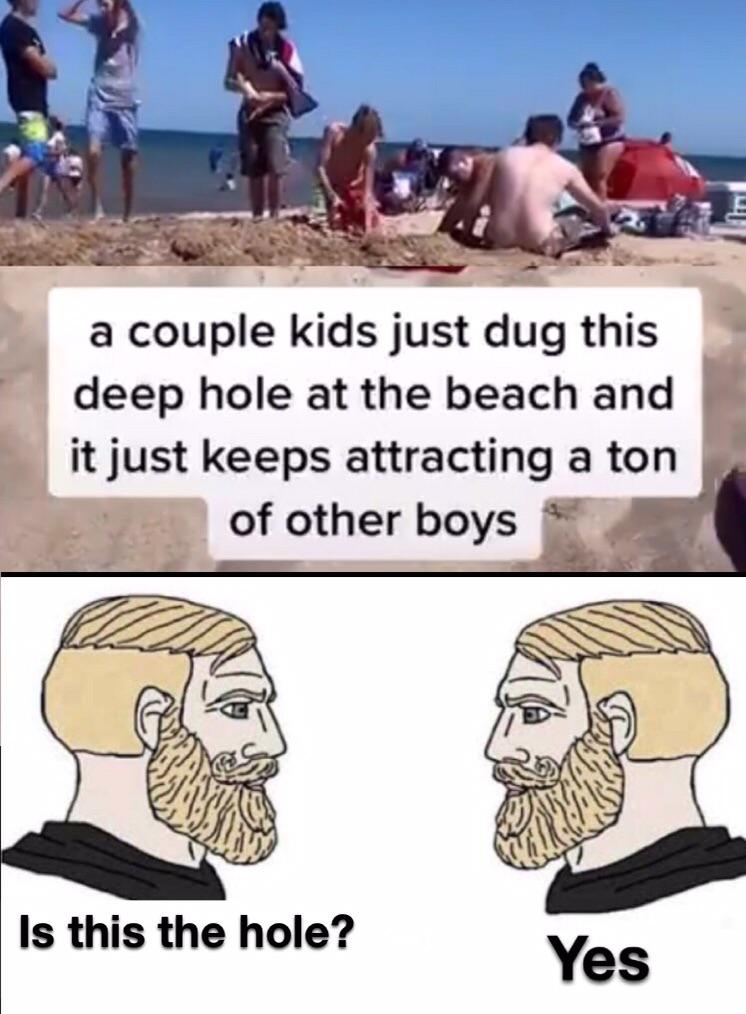 a couple kids just dug this
deep hole at the beach and
it just keeps attracting a ton
of other boys
Is this the hole?
Yes